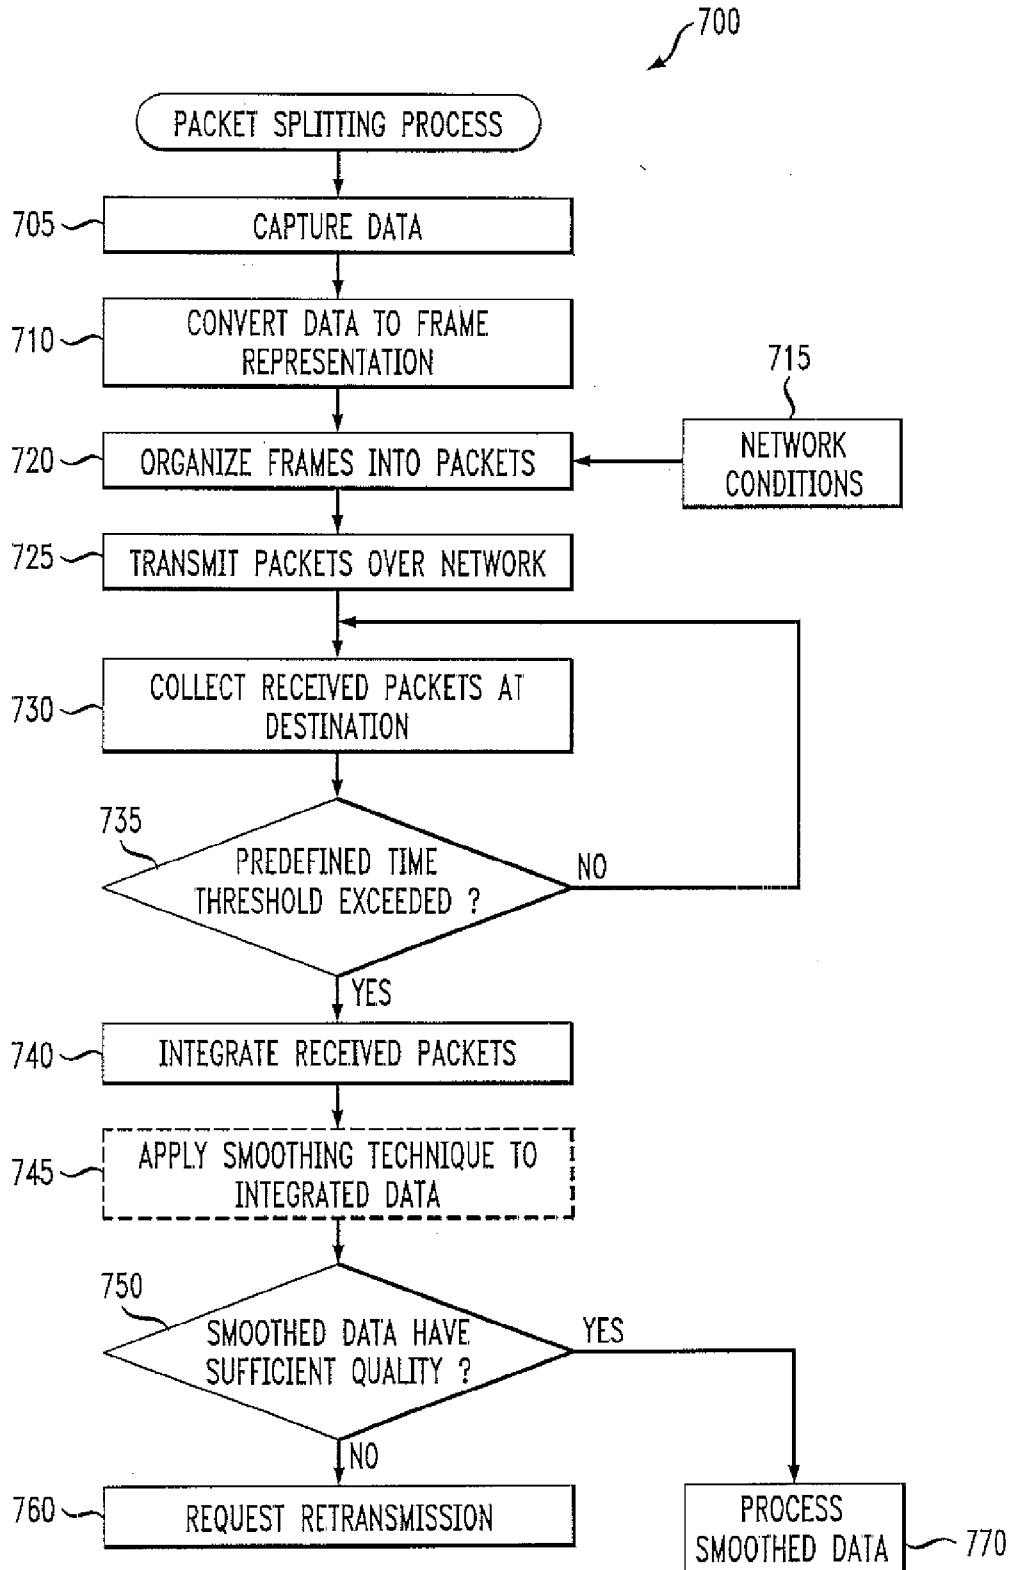 700
PACKET SPLITTING PROCESS
705
CAPTURE DATA
710
CONVERT DATA TO FRAME
REPRESENTATION
715
NETWORK
CONDITIONS
720
ORGANIZE FRAMES INTO PACKETS
725
TRANSMIT PACKETS OVER NETWORK
730
COLLECT RECEIVED PACKETS AT
DESTINATION
735
PREDEFINED TIME
THRESHOLD EXCEEDED ?
NO
YES
740
INTEGRATE RECEIVED PACKETS
745
APPLY SMOOTHING TECHNIQUE TO
INTEGRATED DATA
750
SMOOTHED DATA HAVE
SUFFICIENT QUALITY ?
YES
NO
760
REQUEST RETRANSMISSION
PROCESS
SMOOTHED DATA
770